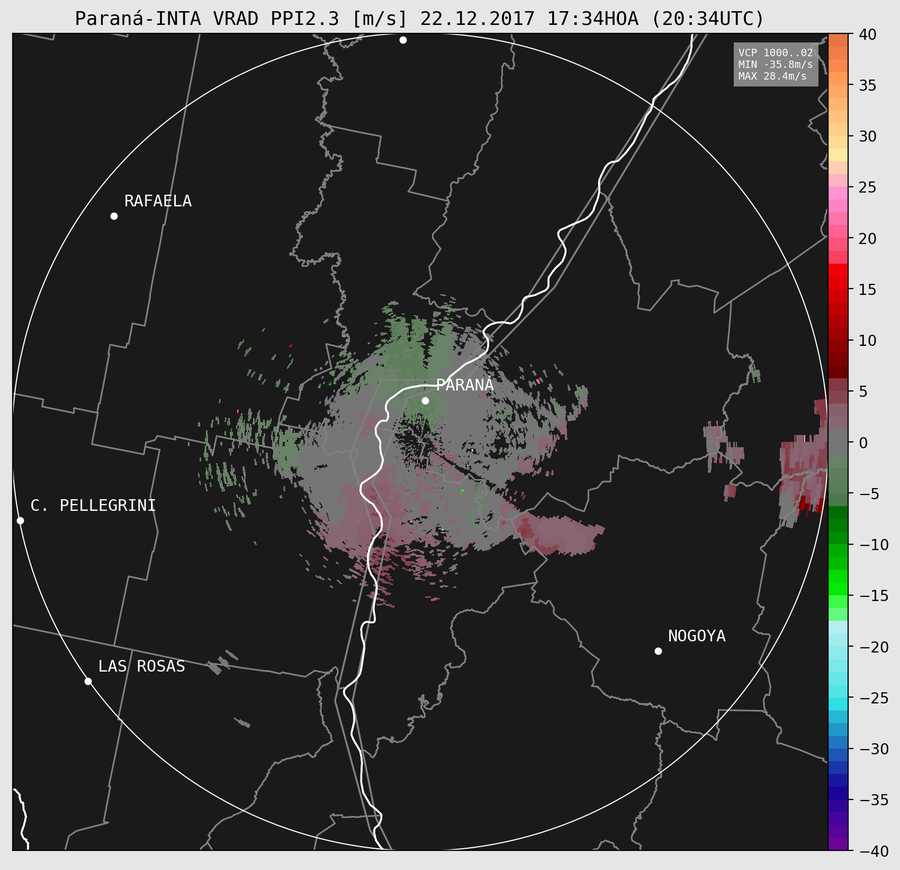 Paraná-INTA VRAD PPI2.3 [m/s] 22.12.2017 17:34HOA (20:34UTC)
VCP 1000..02
MIN -35.8m/s
MAX 28.4m/s
RAFAELA
PARANÁ
C. PELLEGRINI
NOGOYA
LAS ROSAS
40
35
30
25
20
15
10
5
0
−5
−10
−15
−20
−25
−30
−35
−40